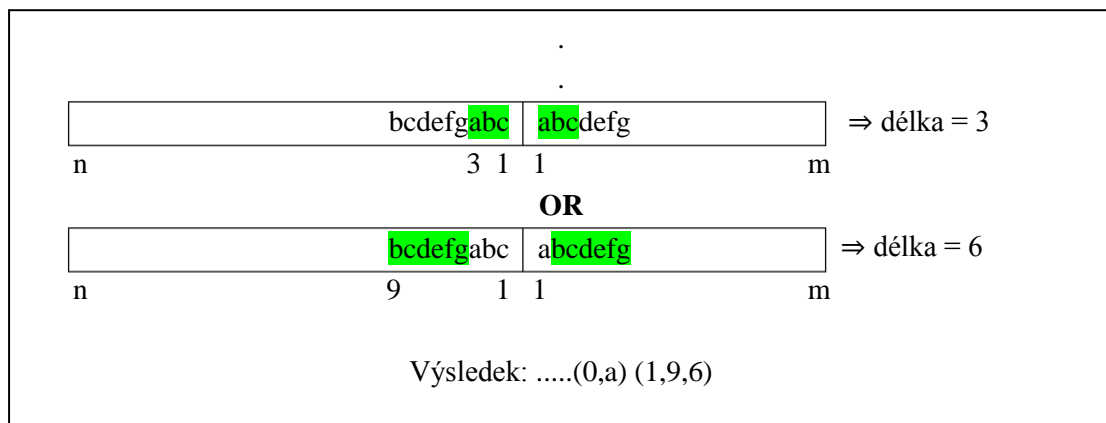 .
.
bcdefgabc abcdefg ⇒ délka = 3
n 3 1 1 m
OR
bcdefgabc abcdefg ⇒ délka = 6
n 9 1 1 m
Výsledek: .....(0,a) (1,9,6)